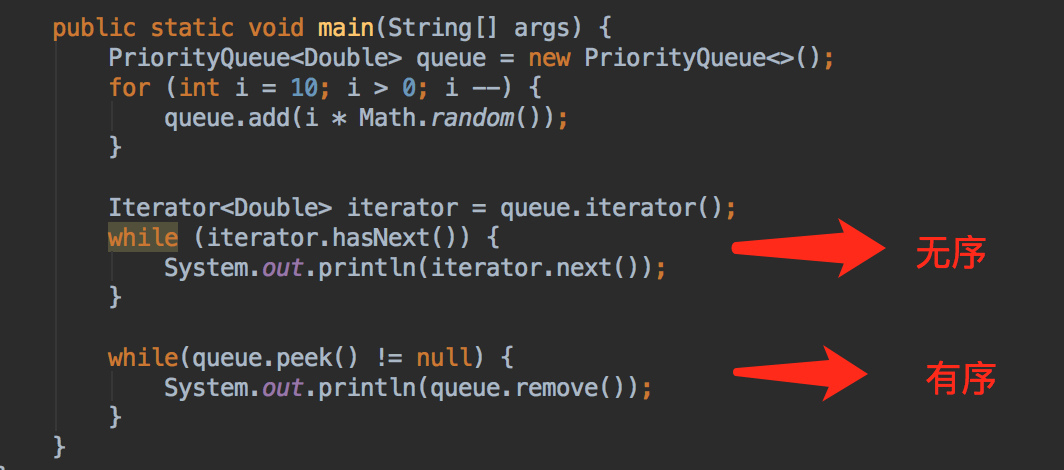 public static void main(String[] args) {
PriorityQueue<Double> queue = new PriorityQueue<>();
for (int i = 10; i > 0; i --) {
queue.add(i * Math.random());
}
Iterator<Double> iterator = queue.iterator();
while (iterator.hasNext()) {
无序
System.out.println(iterator.next());
}
while(queue.peek() != null) {
有序
System.out.println(queue.remove());
}
}